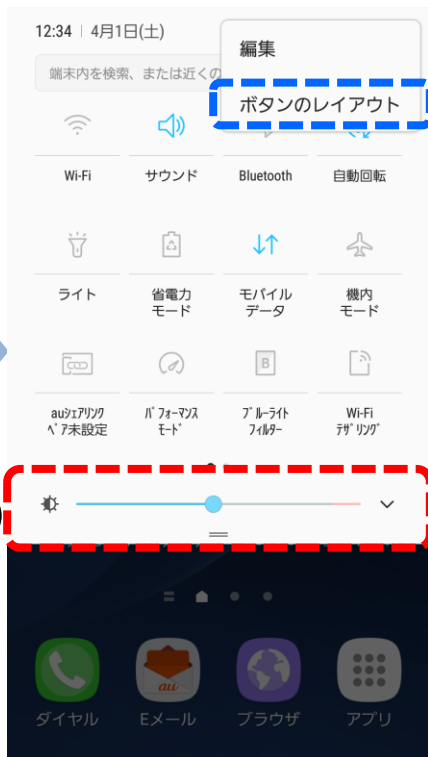 12:34 | 4月1日(土)
編集
端末内を検索、または近くの
ボタンのレイアウト
Wi-Fi
サウンド
Bluetooth
自動回転
ライト
省電力
モード
モバイル
データ
機内
モード
auｼｪｱﾘﾝｸﾞ
ﾍﾟｱ未設定
ﾊﾟﾌｫｰﾏﾝｽ
ﾓｰﾄﾞ
B
ﾌﾞﾙｰﾗｲﾄ
ﾌｨﾙﾀｰ
Wi-Fi
ﾃｻﾞﾘﾝｸﾞ
au
ダイヤル
Eメール
ブラウザ
アプリ